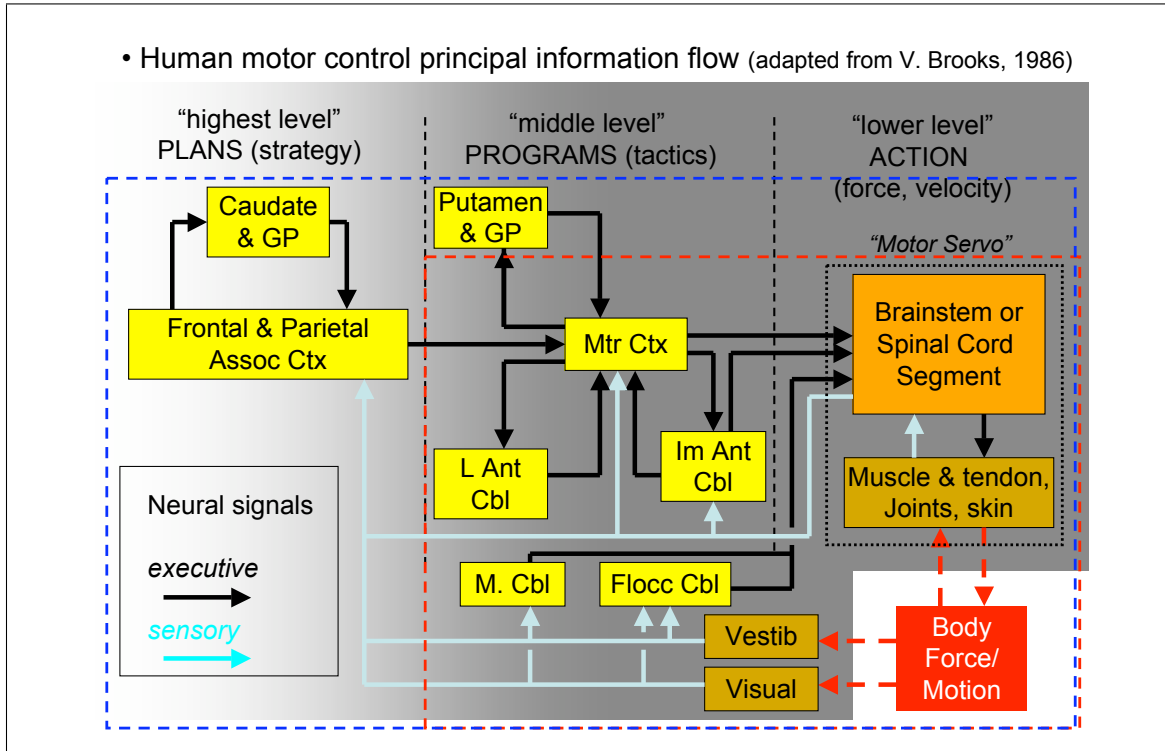 • Human motor control principal information flow (adapted from V. Brooks, 1986)
“highest level”
PLANS (strategy)
“middle level”
PROGRAMS (tactics)
“lower level”
ACTION
(force, velocity)
Caudate
& GP
Putamen
& GP
“Motor Servo”
Frontal & Parietal
Assoc Ctx
Mtr Ctx
Brainstem or
Spinal Cord
Segment
L Ant
Cbl
Im Ant
Cbl
Muscle & tendon,
Joints, skin
Neural signals
executive
sensory
M. Cbl
Flocc Cbl
Vestib
Visual
Body
Force/
Motion